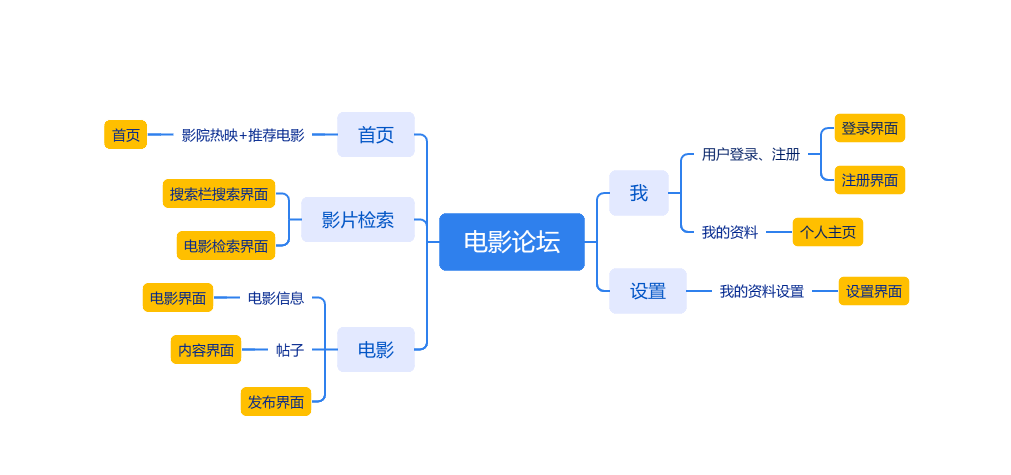 电影论坛
首页
影院热映+推荐电影
首页
影片检索
搜索栏搜索界面
电影检索界面
电影
电影信息
电影界面
帖子
内容界面
发布界面
我
用户登录、注册
登录界面
注册界面
我的资料
个人主页
设置
我的资料设置
设置界面